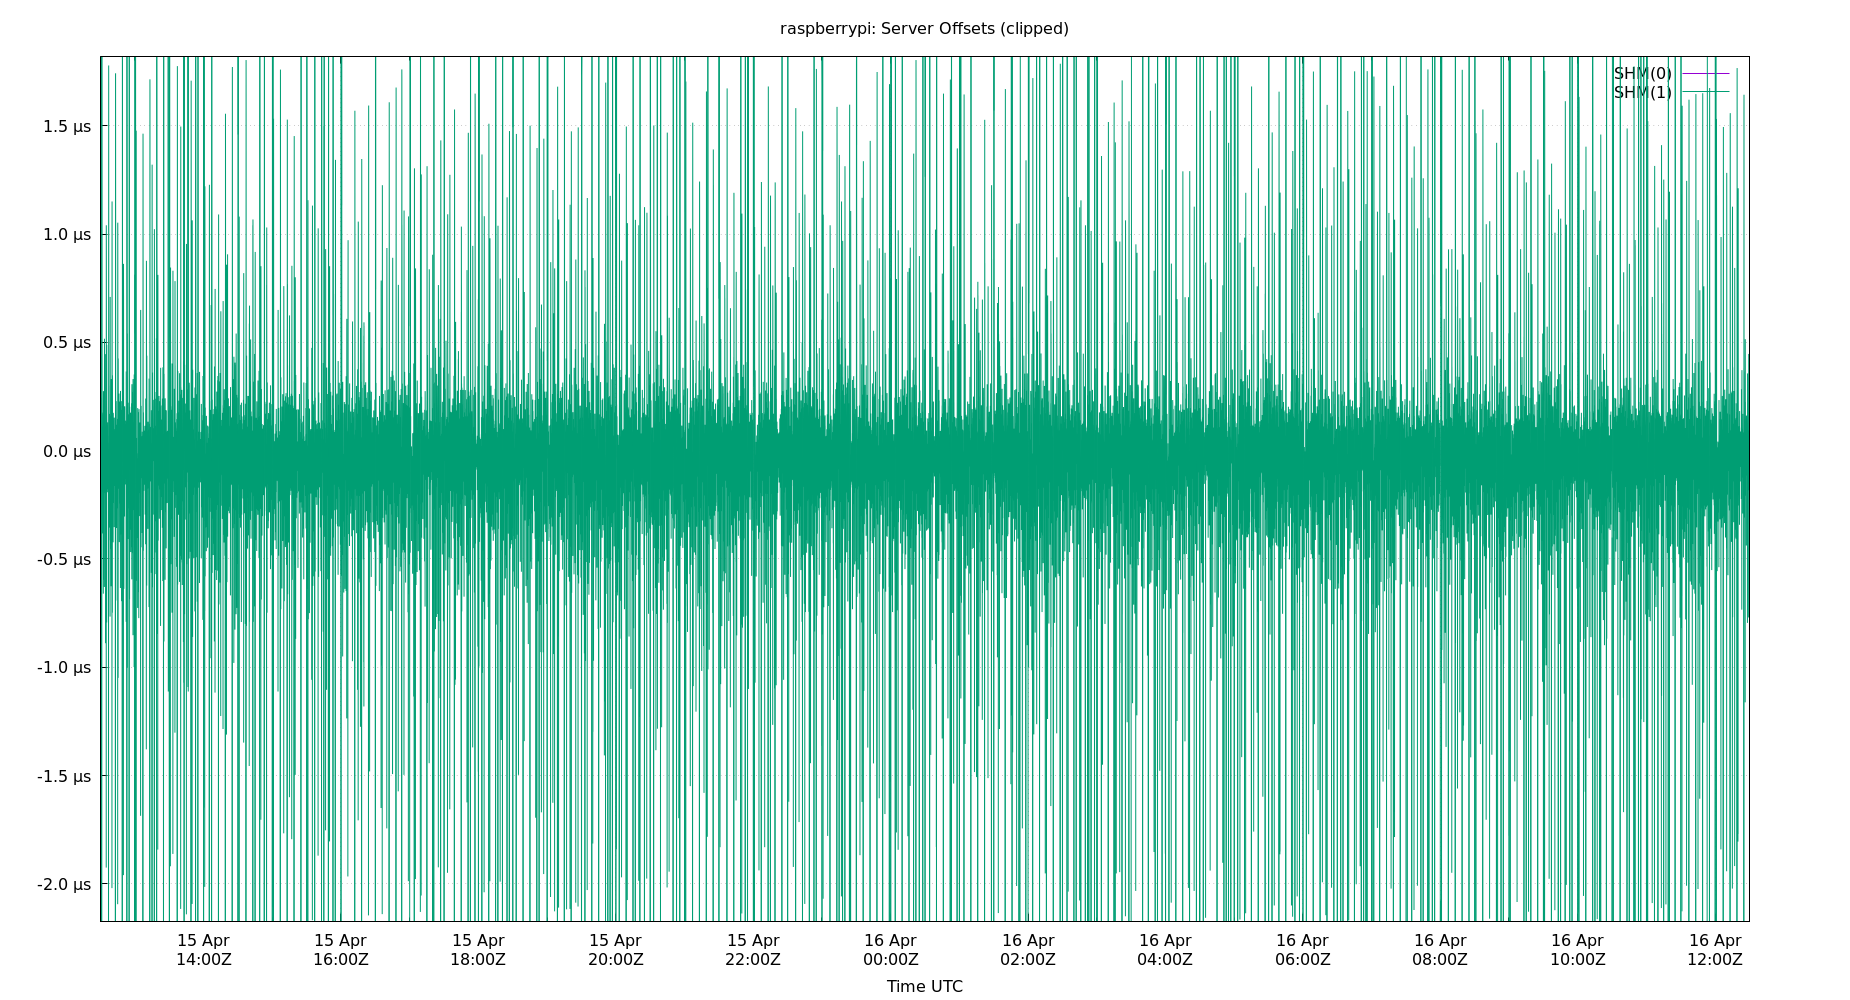 raspberrypi: Server Offsets (clipped)
SHM(0)
SHM(1)
1.5 µs
1.0 µs
0.5 µs
0.0 µs
-0.5 µs
-1.0 µs
-1.5 µs
-2.0 µs
15 Apr 15 Apr 15 Apr 15 Apr 15 Apr 16 Apr 16 Apr 16 Apr 16 Apr 16 Apr 16 Apr 16 Apr
14:00Z 16:00Z 18:00Z 20:00Z 22:00Z 00:00Z 02:00Z 04:00Z 06:00Z 08:00Z 10:00Z 12:00Z
Time UTC